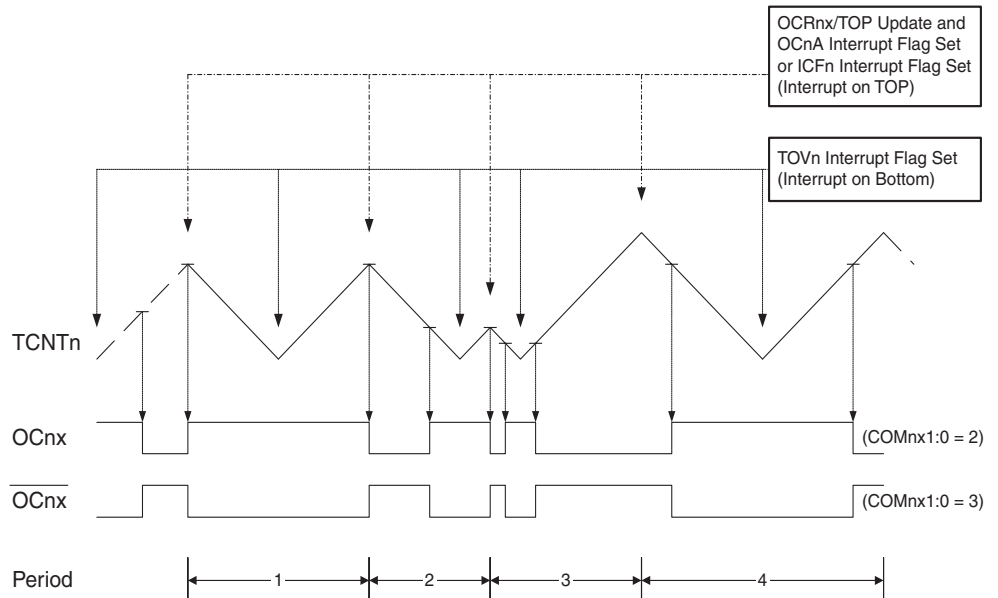 OCRnx/TOP Update and
OCnA Interrupt Flag Set
or ICFn Interrupt Flag Set
(Interrupt on TOP)
TOVn Interrupt Flag Set
(Interrupt on Bottom)
TCNTn
OCnx
(COMnx1:0 = 2)
OCnx
(COMnx1:0 = 3)
Period
1
2
3
4